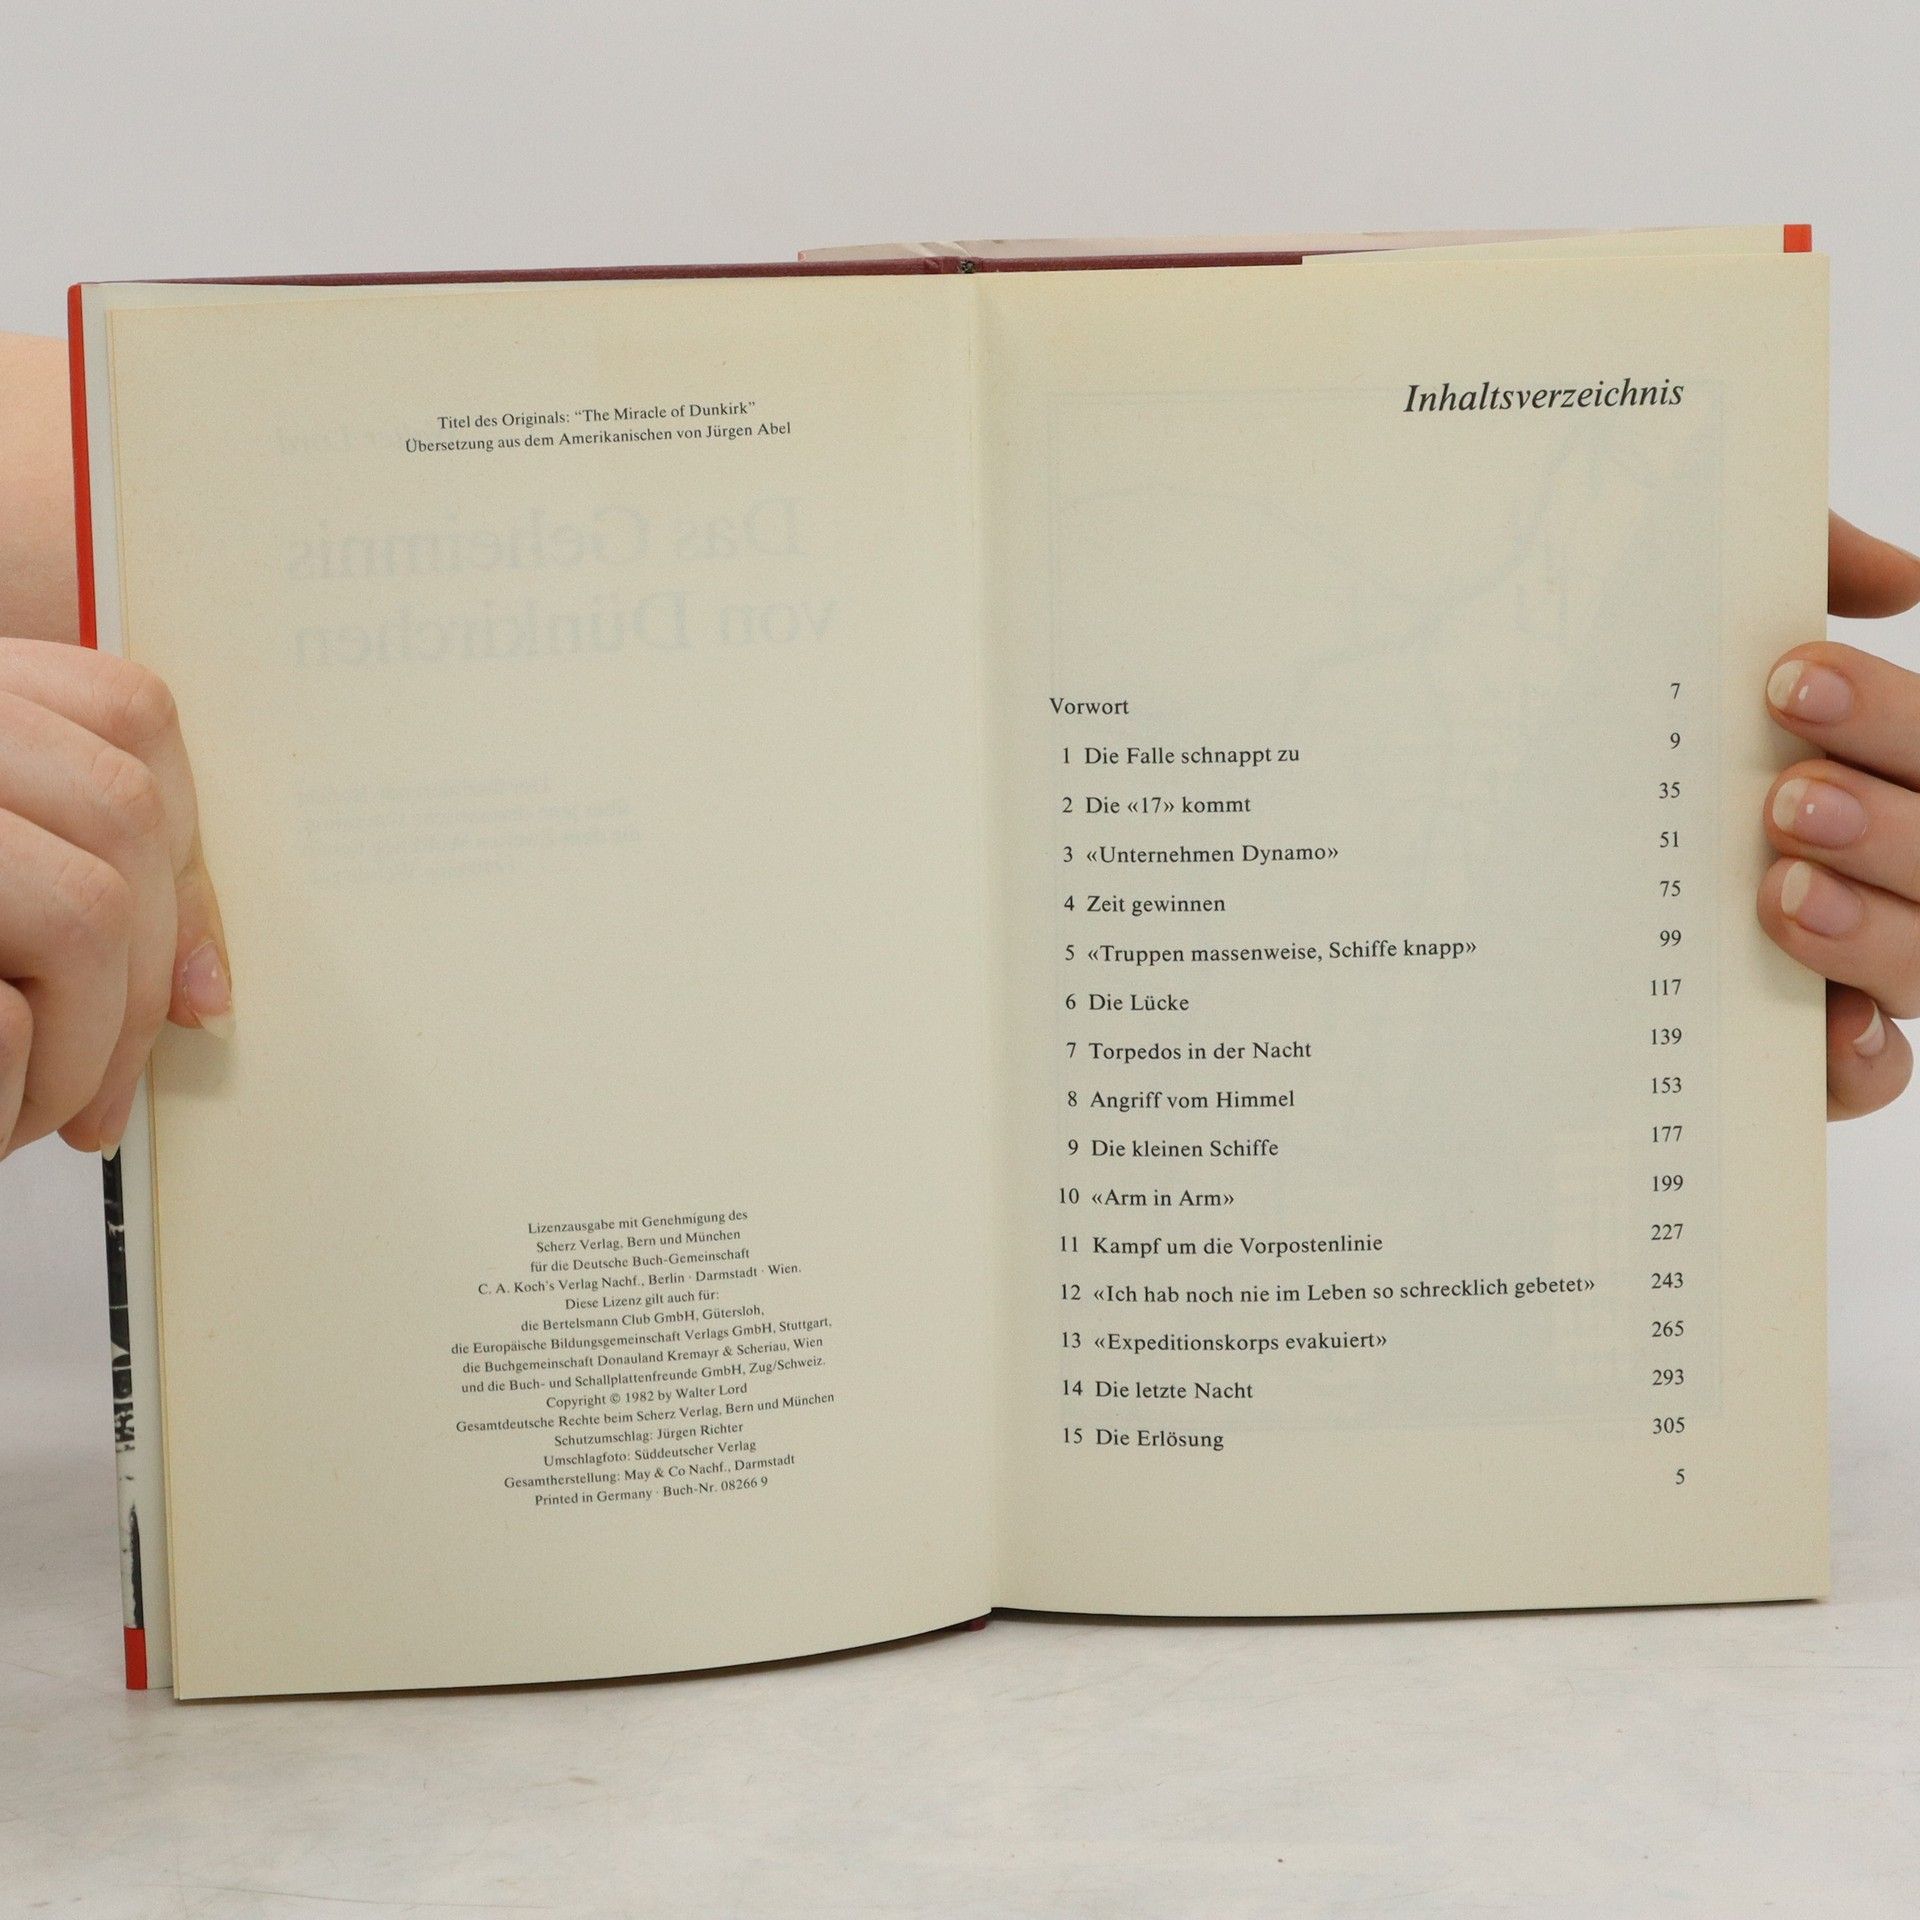 Titel des Originals: “The Miracle of Dunkirk”
Übersetzung aus dem Amerikanischen von Jürgen Abel
Das Geheimnis
von Dünkirchen
Lizenzausgabe mit Genehmigung des
Scherz Verlag, Bern und München
für die Deutsche Buch-Gemeinschaft
C. A. Koch's Verlag Nachf., Berlin · Darmstadt · Wien.
Diese Lizenz gilt auch für:
die Bertelsmann Club GmbH, Gütersloh,
die Europäische Bildungsgemeinschaft Verlags GmbH, Stuttgart,
die Buchgemeinschaft Donauland Kremayr & Scheriau, Wien
und die Buch- und Schallplattenfreunde GmbH, Zug/Schweiz.
Copyright © 1982 by Walter Lord
Gesamtdeutsche Rechte beim Scherz Verlag, Bern und München
Schutzumschlag: Jürgen Richter
Umschlagfoto: Süddeutscher Verlag
Gesamtherstellung: May & Co Nachf., Darmstadt
Printed in Germany · Buch-Nr. 08266 9
Inhaltsverzeichnis
Vorwort 7
1 Die Falle schnappt zu 9
2 Die «17» kommt 35
3 «Unternehmen Dynamo» 51
4 Zeit gewinnen 75
5 «Truppen massenweise, Schiffe knapp» 99
6 Die Lücke 117
7 Torpedos in der Nacht 139
8 Angriff vom Himmel 153
9 Die kleinen Schiffe 177
10 «Arm in Arm» 199
11 Kampf um die Vorpostenlinie 227
12 «Ich hab noch nie im Leben so schrecklich gebetet» 243
13 «Expeditionskorps evakuiert» 265
14 Die letzte Nacht 293
15 Die Erlösung 305
5